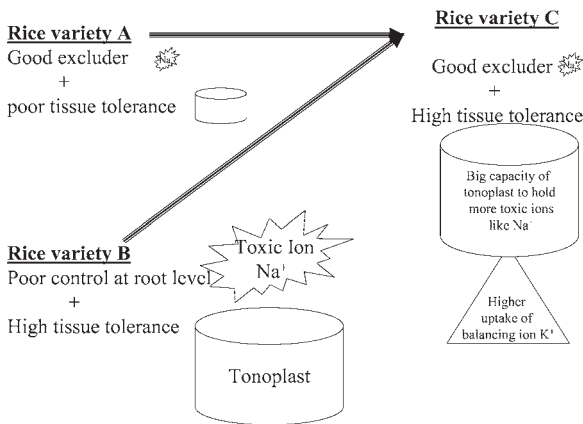 Rice variety A
Good excluder
Na
+
poor tissue tolerance
Rice variety B
Poor control at root level
+
High tissue tolerance
Toxic Ion
Na⁺
Tonoplast
Rice variety C
Good excluder
Na
+
High tissue tolerance
Big capacity of
tonoplast to hold
more toxic ions
like Na⁺
Higher
uptake of
balancing ion K⁺